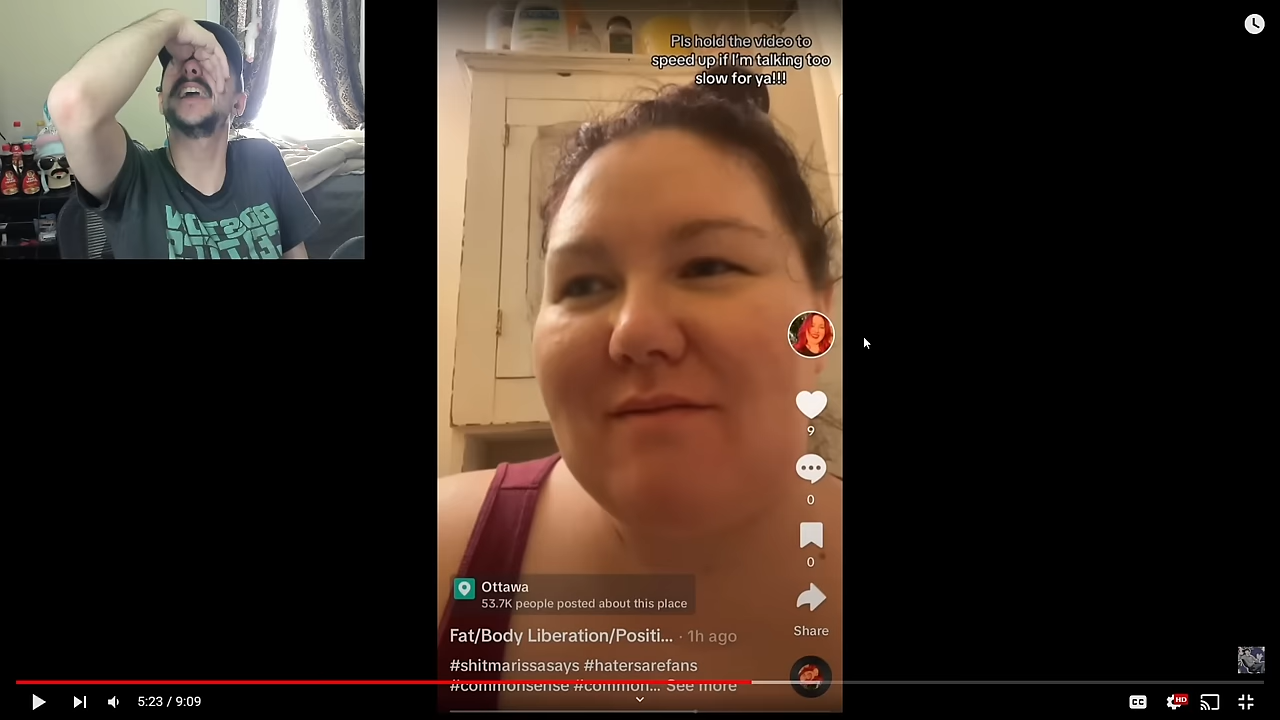 Pls hold the video to
speed up if I'm talking too
slow for ya!!!
9
0
0
Ottawa
53.7K people posted about this place
Fat/Body Liberation/Positi... · 1h ago
Share
#shitmarissasays #hatersarefans
#commonsense #common... See more
5:23 / 9:09
CC
HD